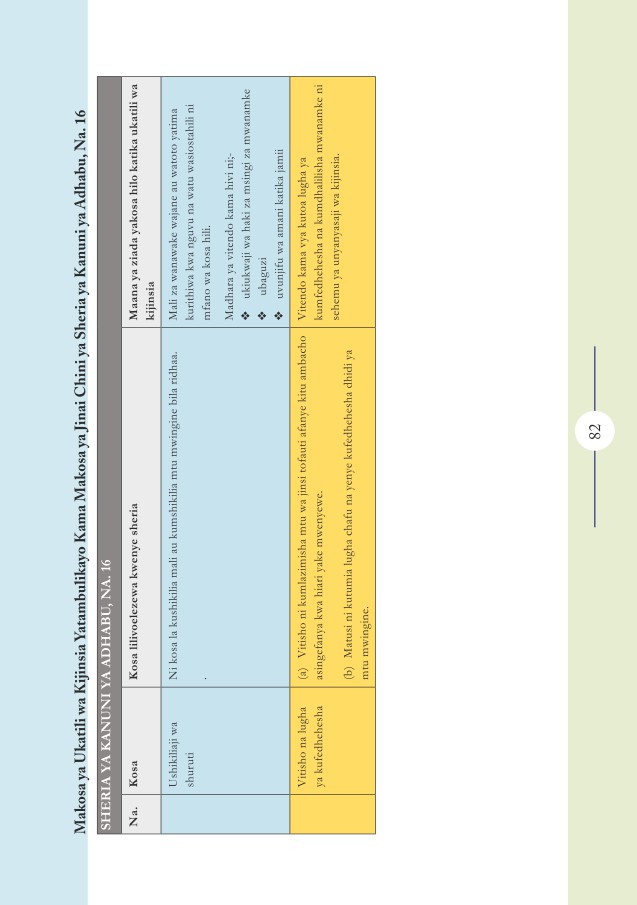 Makosa ya Ukatili wa Kijinsia Yatambulikayo Kama Makosa ya Jinai Chini ya Sheria ya Kanuni ya Adhabu, Na. 16
SHERIA YA KANUNI YA ADHABU, NA. 16
Na.
Kosa
Kosa lilivoelezewa kwenye sheria
Maana ya ziada yakosa hilo katika ukatili wa
kijinsia
Ushikiliaji wa
shuruti
Ni kosa la kushikilia mali au kumshikilia mtu mwingine bila ridhaa.
.
Mali za wanawake wajane au watoto yatima
kurithiwa kwa nguvu na watu wasiostahili ni
mfano wa kosa hili.
Madhara ya vitendo kama hivi ni;-
❖ ukiukwaji wa haki za msingi za mwanamke
❖ ubaguzi
❖ uvunjifu wa amani katika jamii
Vitisho na lugha
ya kufedhehesha
(a) Vitisho ni kumlazimisha mtu wa jinsi tofauti afanye kitu ambacho
asingefanya kwa hiari yake mwenyewe.
(b) Matusi ni kutumia lugha chafu na yenye kufedhehesha dhidi ya
mtu mwingine.
Vitendo kama vya kutoa lugha ya
kumfedhehesha na kumdhalilisha mwanamke ni
sehemu ya unyanyasaji wa kijinsia.
82